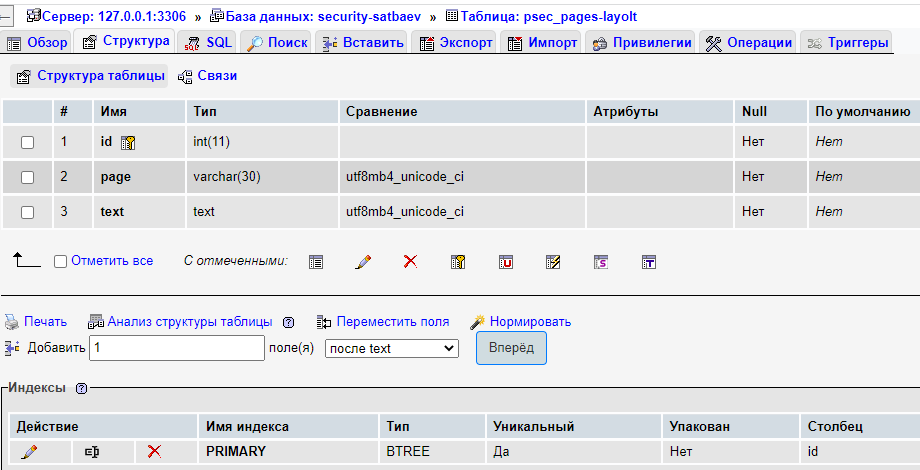 Сервер: 127.0.0.1:3306 » База данных: security-satbaev » Таблица: psec_pages-layolt
Обзор Структура SQL Поиск Вставить Экспорт Импорт Привилегии Операции Триггеры
Структура таблицы Связи
# Имя Тип Сравнение Атрибуты Null По умолчанию
1 id int(11) Нет Нет
2 page varchar(30) utf8mb4_unicode_ci Нет Нет
3 text text utf8mb4_unicode_ci Нет Нет
Отметить все С отмеченными: U S T
Печать Анализ структуры таблицы Переместить поля Нормировать
Добавить 1 поле(я) после text Вперёд
Индексы
Действие Имя индекса Тип Уникальный Упакован Столбец
PRIMARY BTREE Да Нет id